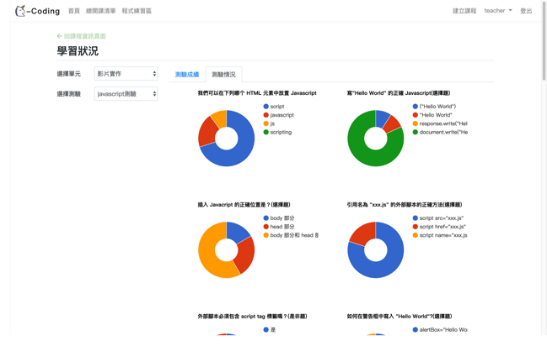 -Coding 首頁 總開課清單 程式練習區 建立課程 teacher 登出
← 回課程資訊頁面
學習狀況
選擇單元 影片實作
選擇測驗 javascript測驗
測驗成績 測驗情況
我們可以在下列哪个 HTML 元素中放置 Javascript
script
javascript
js
scripting
寫"Hello World" 的正確 Javascript(選擇題)
("Hello World")
"Hello World"
response.write("Hel
document.write("He
插入 Javacript 的正確位置是？(選擇題)
body 部分
head 部分
body 部分和 head 部
引用名為 "xxx.js" 的外部腳本的正確方法(選擇題)
script src="xxx.js"
script href="xxx.js"
script name="xxx.js
外部腳本必須包含 script tag 標籤嗎？(是非題)
是
如何在警告框中寫入 "Hello World"?(選擇題)
alertBox="Hello Wo